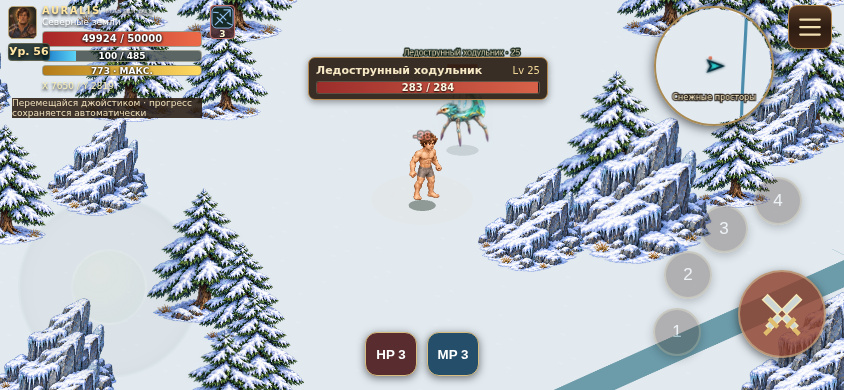 AURALIS
Северные земли
49924 / 50000
Ур. 56
100 / 485
773 · МАКС.
Перемещайся джойстиком · прогресс
сохраняется автоматически
3
Ледострунный ходульник · 25
Ледострунный ходульник Lv 25
283 / 284
Снежные просторы
4
3
2
1
HP 3
MP 3